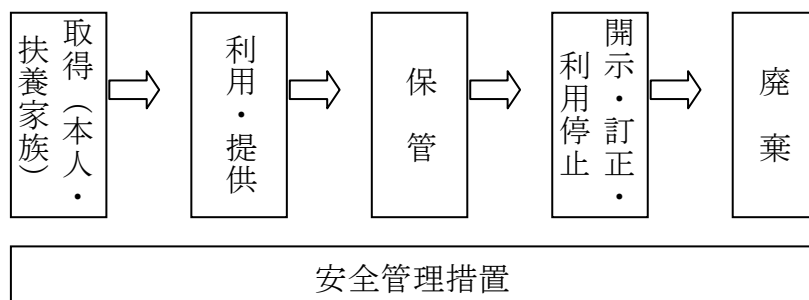 取得（本人・
扶養家族）
利用・提供
保管
開示・訂正・
利用停止
廃棄
安全管理措置